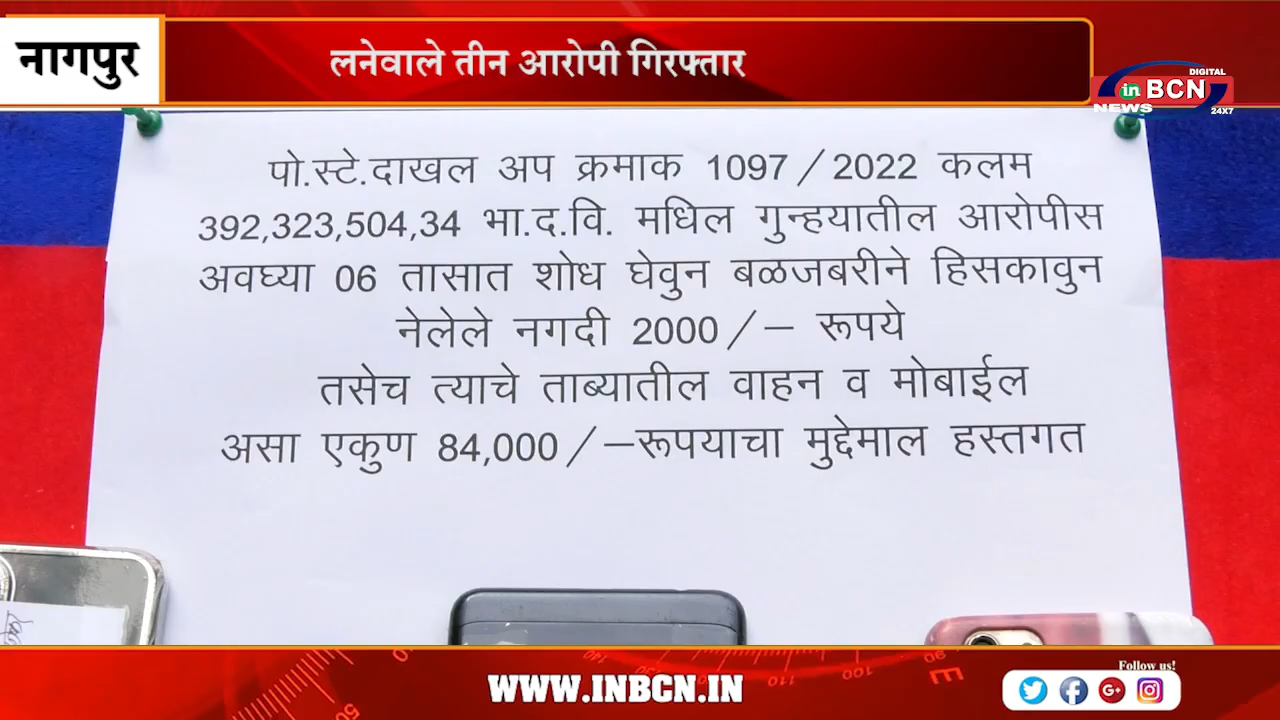 नागपुर
लनेवाले तीन आरोपी गिरफ्तार
DIGITAL
in BCN
NEWS
24X7
पो.स्टे.दाखल अप क्रमाक 1097/2022 कलम
392,323,504,34 भा.द.वि. मधिल गुन्हयातील आरोपीस
अवघ्या 06 तासात शोध घेवुन बळजबरीने हिसकावुन
नेलेले नगदी 2000/– रूपये
तसेच त्याचे ताब्यातील वाहन व मोबाईल
असा एकुण 84,000/–रूपयाचा मुद्देमाल हस्तगत
WWW.INBCN.IN
Follow us!